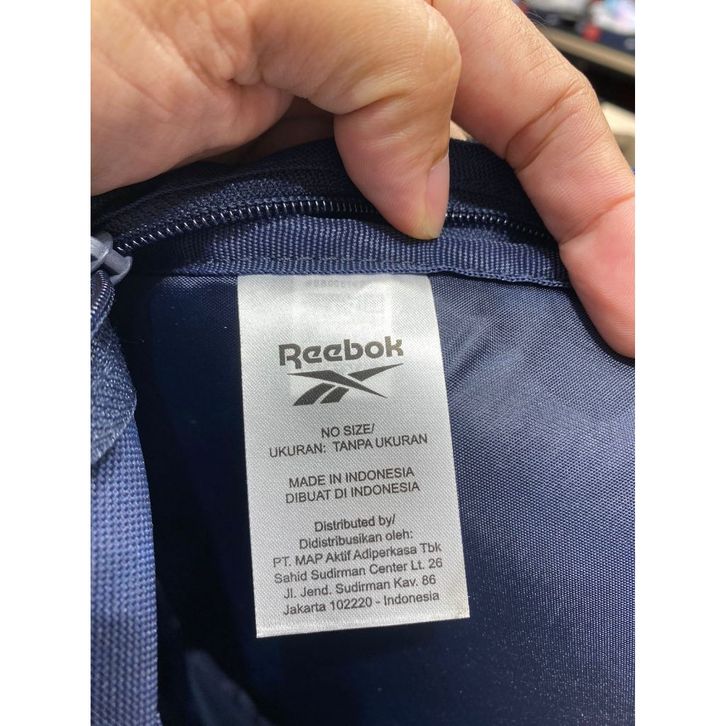 Reebok
NO SIZE/
UKURAN: TANPA UKURAN
MADE IN INDONESIA
DIBUAT DI INDONESIA
Distributed by/
Didistribusikan oleh:
PT. MAP Aktif Adiperkasa Tbk
Sahid Sudirman Center Lt. 26
Jl. Jend. Sudirman Kav. 86
Jakarta 102220 - Indonesia